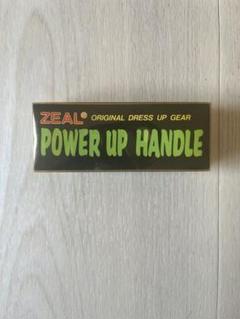 ZEAL® ORIGINAL DRESS UP GEAR
POWER UP HANDLE